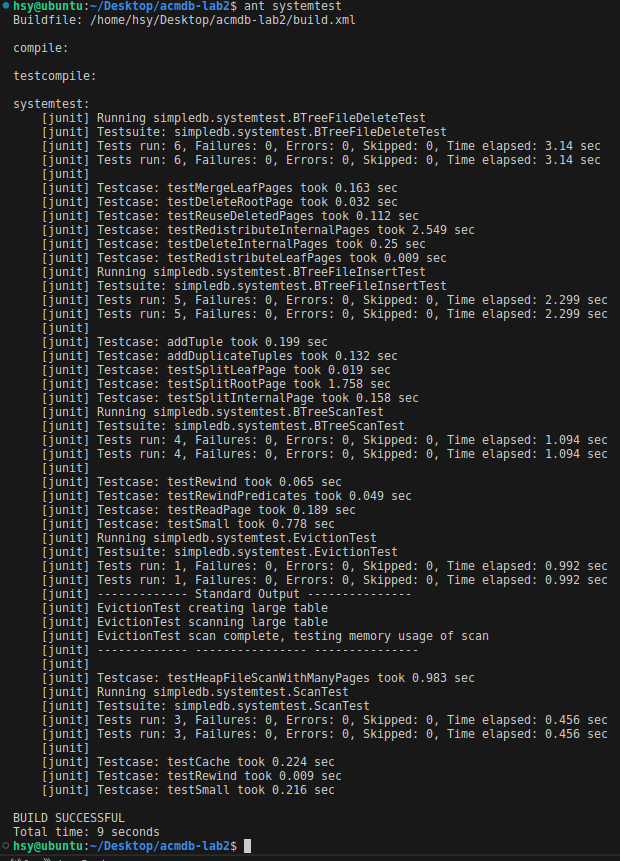 hsy@ubuntu:~/Desktop/acmdb-lab2$ ant systemtest
Buildfile: /home/hsy/Desktop/acmdb-lab2/build.xml
compile:
testcompile:
systemtest:
[junit] Running simpledb.systemtest.BTreeFileDeleteTest
[junit] Testsuite: simpledb.systemtest.BTreeFileDeleteTest
[junit] Tests run: 6, Failures: 0, Errors: 0, Skipped: 0, Time elapsed: 3.14 sec
[junit] Tests run: 6, Failures: 0, Errors: 0, Skipped: 0, Time elapsed: 3.14 sec
[junit]
[junit] Testcase: testMergeLeafPages took 0.163 sec
[junit] Testcase: testDeleteRootPage took 0.032 sec
[junit] Testcase: testReuseDeletedPages took 0.112 sec
[junit] Testcase: testRedistributeInternalPages took 2.549 sec
[junit] Testcase: testDeleteInternalPages took 0.25 sec
[junit] Testcase: testRedistributeLeafPages took 0.009 sec
[junit] Running simpledb.systemtest.BTreeFileInsertTest
[junit] Testsuite: simpledb.systemtest.BTreeFileInsertTest
[junit] Tests run: 5, Failures: 0, Errors: 0, Skipped: 0, Time elapsed: 2.299 sec
[junit] Tests run: 5, Failures: 0, Errors: 0, Skipped: 0, Time elapsed: 2.299 sec
[junit]
[junit] Testcase: addTuple took 0.199 sec
[junit] Testcase: addDuplicateTuples took 0.132 sec
[junit] Testcase: testSplitLeafPage took 0.019 sec
[junit] Testcase: testSplitRootPage took 1.758 sec
[junit] Testcase: testSplitInternalPage took 0.158 sec
[junit] Running simpledb.systemtest.BTreeScanTest
[junit] Testsuite: simpledb.systemtest.BTreeScanTest
[junit] Tests run: 4, Failures: 0, Errors: 0, Skipped: 0, Time elapsed: 1.094 sec
[junit] Tests run: 4, Failures: 0, Errors: 0, Skipped: 0, Time elapsed: 1.094 sec
[junit]
[junit] Testcase: testRewind took 0.065 sec
[junit] Testcase: testRewindPredicates took 0.049 sec
[junit] Testcase: testReadPage took 0.189 sec
[junit] Testcase: testSmall took 0.778 sec
[junit] Running simpledb.systemtest.EvictionTest
[junit] Testsuite: simpledb.systemtest.EvictionTest
[junit] Tests run: 1, Failures: 0, Errors: 0, Skipped: 0, Time elapsed: 0.992 sec
[junit] Tests run: 1, Failures: 0, Errors: 0, Skipped: 0, Time elapsed: 0.992 sec
[junit] ------------- Standard Output ---------------
[junit] EvictionTest creating large table
[junit] EvictionTest scanning large table
[junit] EvictionTest scan complete, testing memory usage of scan
[junit] ------------- ---------------- ---------------
[junit]
[junit] Testcase: testHeapFileScanWithManyPages took 0.983 sec
[junit] Running simpledb.systemtest.ScanTest
[junit] Testsuite: simpledb.systemtest.ScanTest
[junit] Tests run: 3, Failures: 0, Errors: 0, Skipped: 0, Time elapsed: 0.456 sec
[junit] Tests run: 3, Failures: 0, Errors: 0, Skipped: 0, Time elapsed: 0.456 sec
[junit]
[junit] Testcase: testCache took 0.224 sec
[junit] Testcase: testRewind took 0.009 sec
[junit] Testcase: testSmall took 0.216 sec
BUILD SUCCESSFUL
Total time: 9 seconds
hsy@ubuntu:~/Desktop/acmdb-lab2$